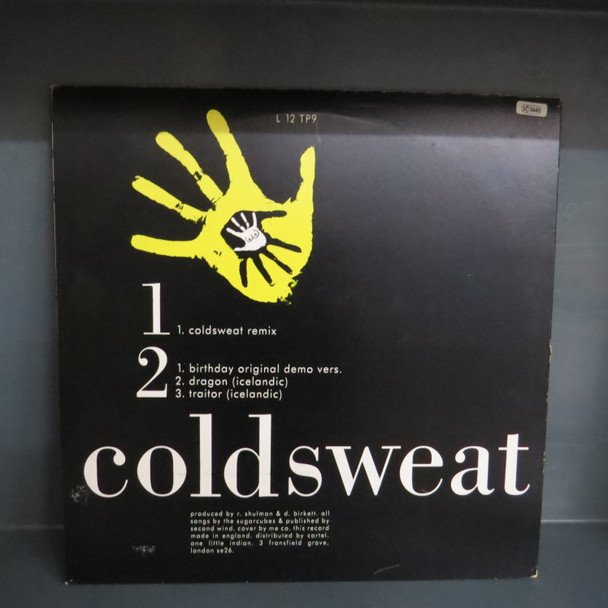 L 12 TP9
1
1. coldsweat remix
2
1. birthday original demo vers.
2. dragon (icelandic)
3. traitor (icelandic)
coldsweat
produced by r. shulman & d. birkett. all
songs by the sugarcubes & published by
second wind. cover by me co. this record
made in england. distributed by cartel.
one little indian. 3 fransfield grove,
london se26.